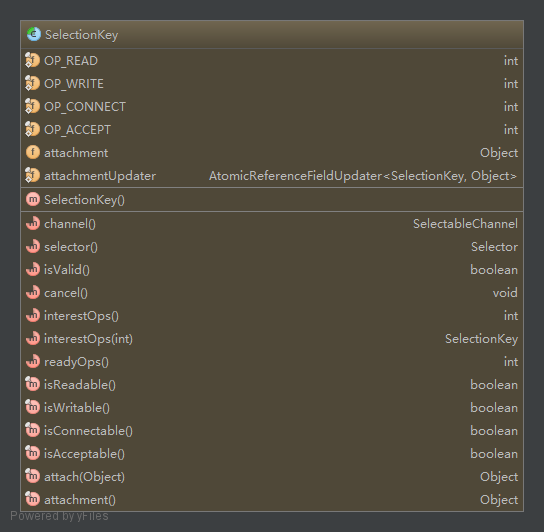 SelectionKey
OP_READ int
OP_WRITE int
OP_CONNECT int
OP_ACCEPT int
attachment Object
attachmentUpdater AtomicReferenceFieldUpdater<SelectionKey, Object>
SelectionKey()
channel() SelectableChannel
selector() Selector
isValid() boolean
cancel() void
interestOps() int
interestOps(int) SelectionKey
readyOps() int
isReadable() boolean
isWritable() boolean
isConnectable() boolean
isAcceptable() boolean
attach(Object) Object
attachment() Object
Powered by yFiles